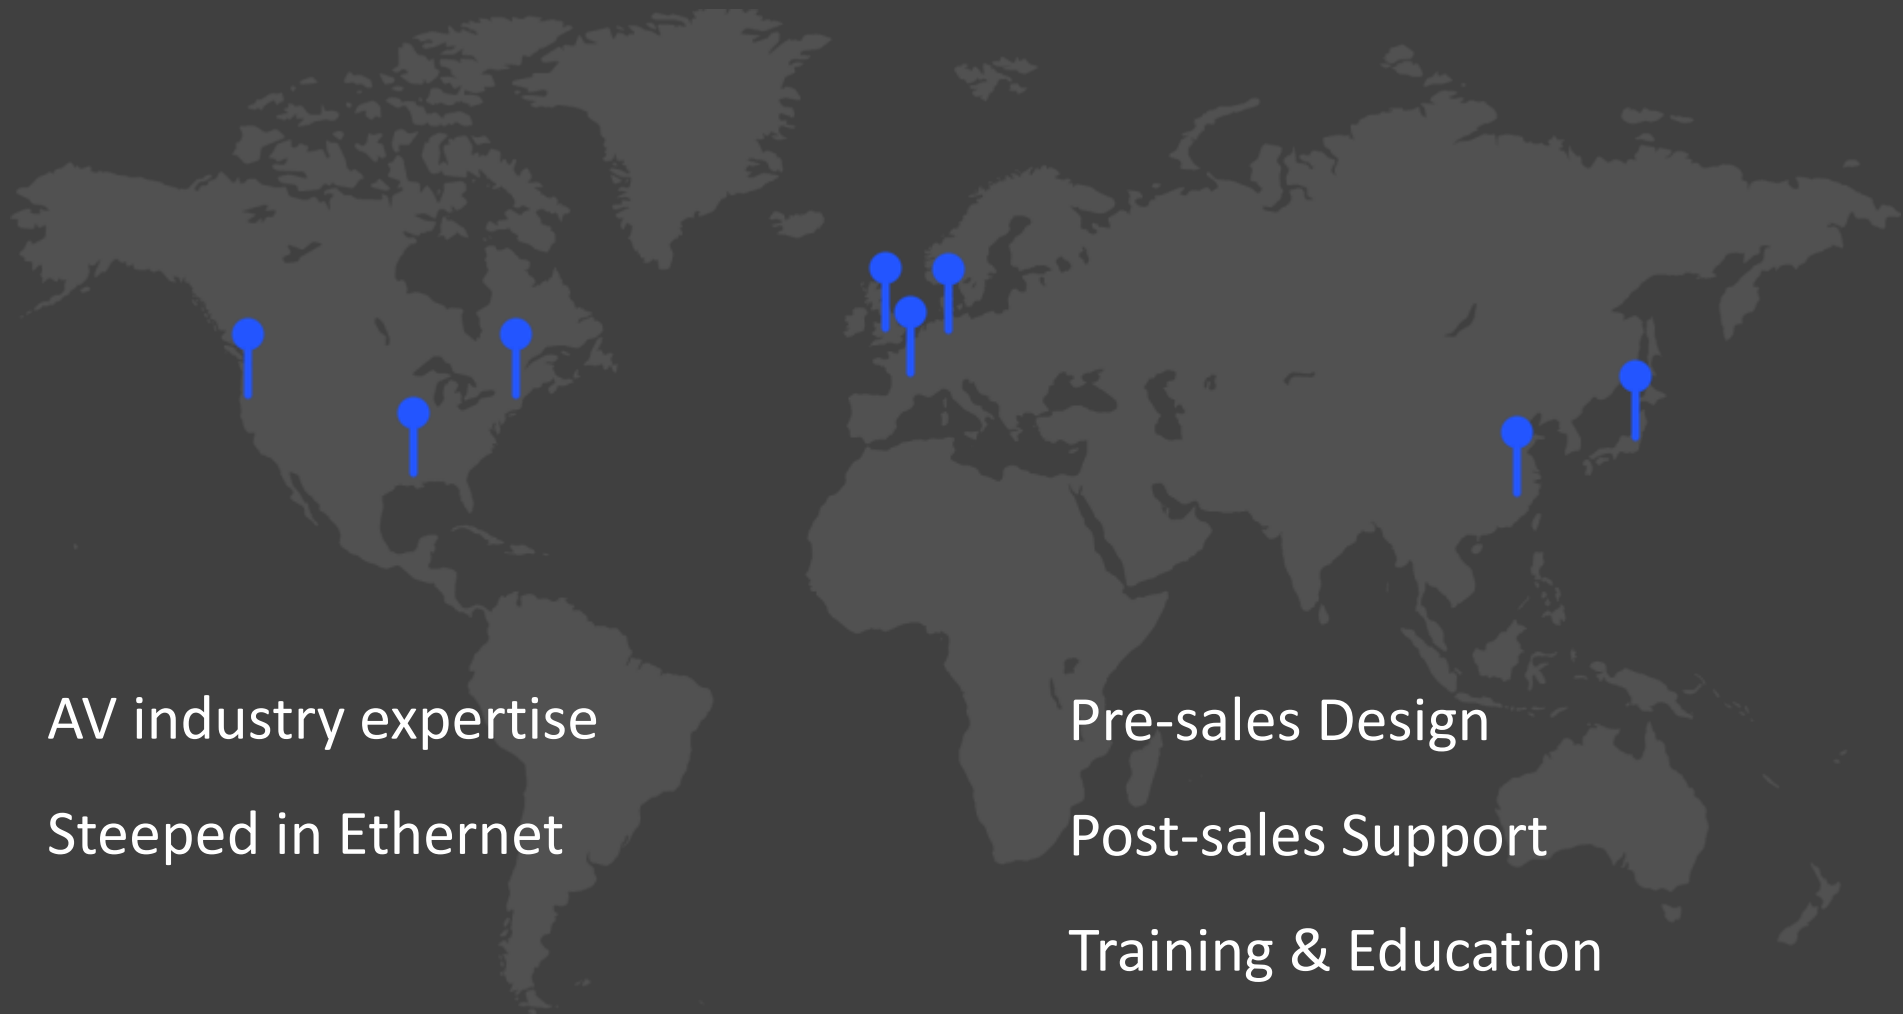 AV industry expertise
Steeped in Ethernet
Pre-sales Design
Post-sales Support
Training & Education